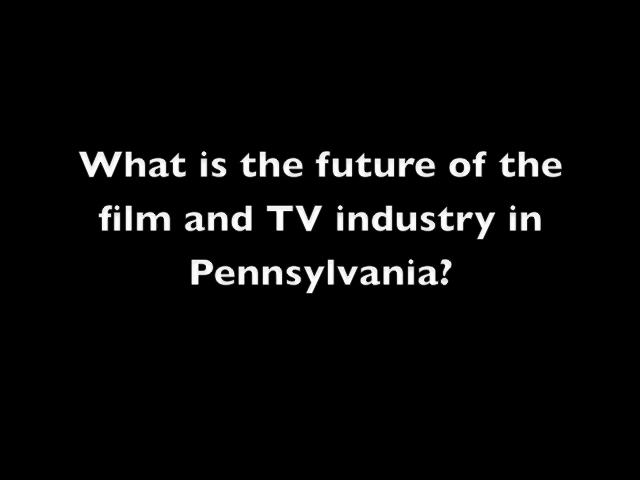 What is the future of the
film and TV industry in
Pennsylvania?